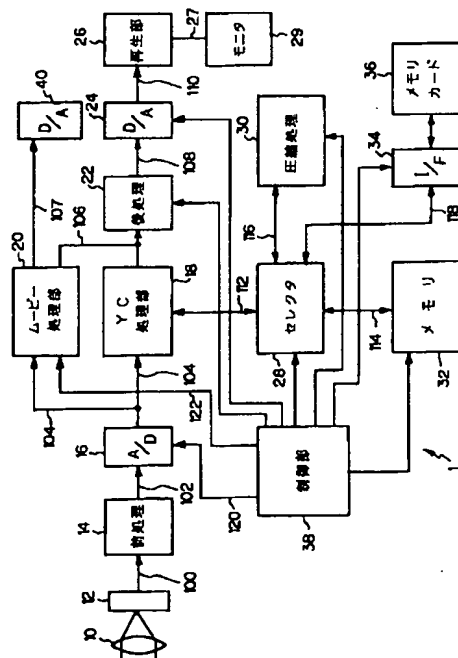 40
26
再生部
D/A
27
107
24
110
モニタ
29
20
D/A
ムービー
処理部
106
108
22
後処理
30
圧縮処理
36
メモリ
カード
18
YC
処理部
34
I/F
116
118
104
104
112
28
セレクタ
122
16
A/D
114
メモリ
32
102
120
制御部
14
前処理
38
1
100
12
10